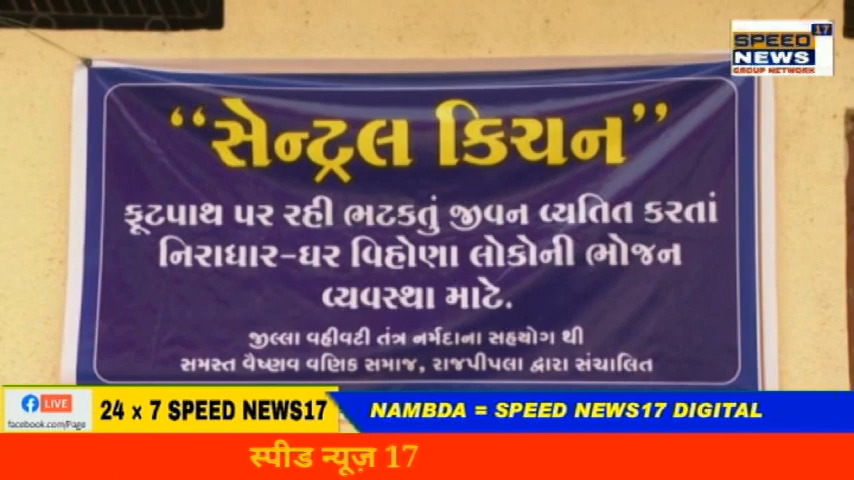 SPEED 17
NEWS
GROUP NETWORK
“સેન્ટ્રલ કિચન”
ફૂટપાથ પર રહી ભટકતું જીવન વ્યતિત કરતાં
નિરાધાર-ઘર વિહોણા લોકોની ભોજન
વ્યવસ્થા માટે.
જીલ્લા વહીવટી તંત્ર નર્મદાના સહયોગ થી
સમસ્ત વૈષ્ણવ વણિક સમાજ, રાજપીપલા દ્વારા સંચાલિત
LIVE
facebook.com/Page
24 x 7 SPEED NEWS17
NAMBDA = SPEED NEWS17 DIGITAL
स्पीड न्यूज़ 17